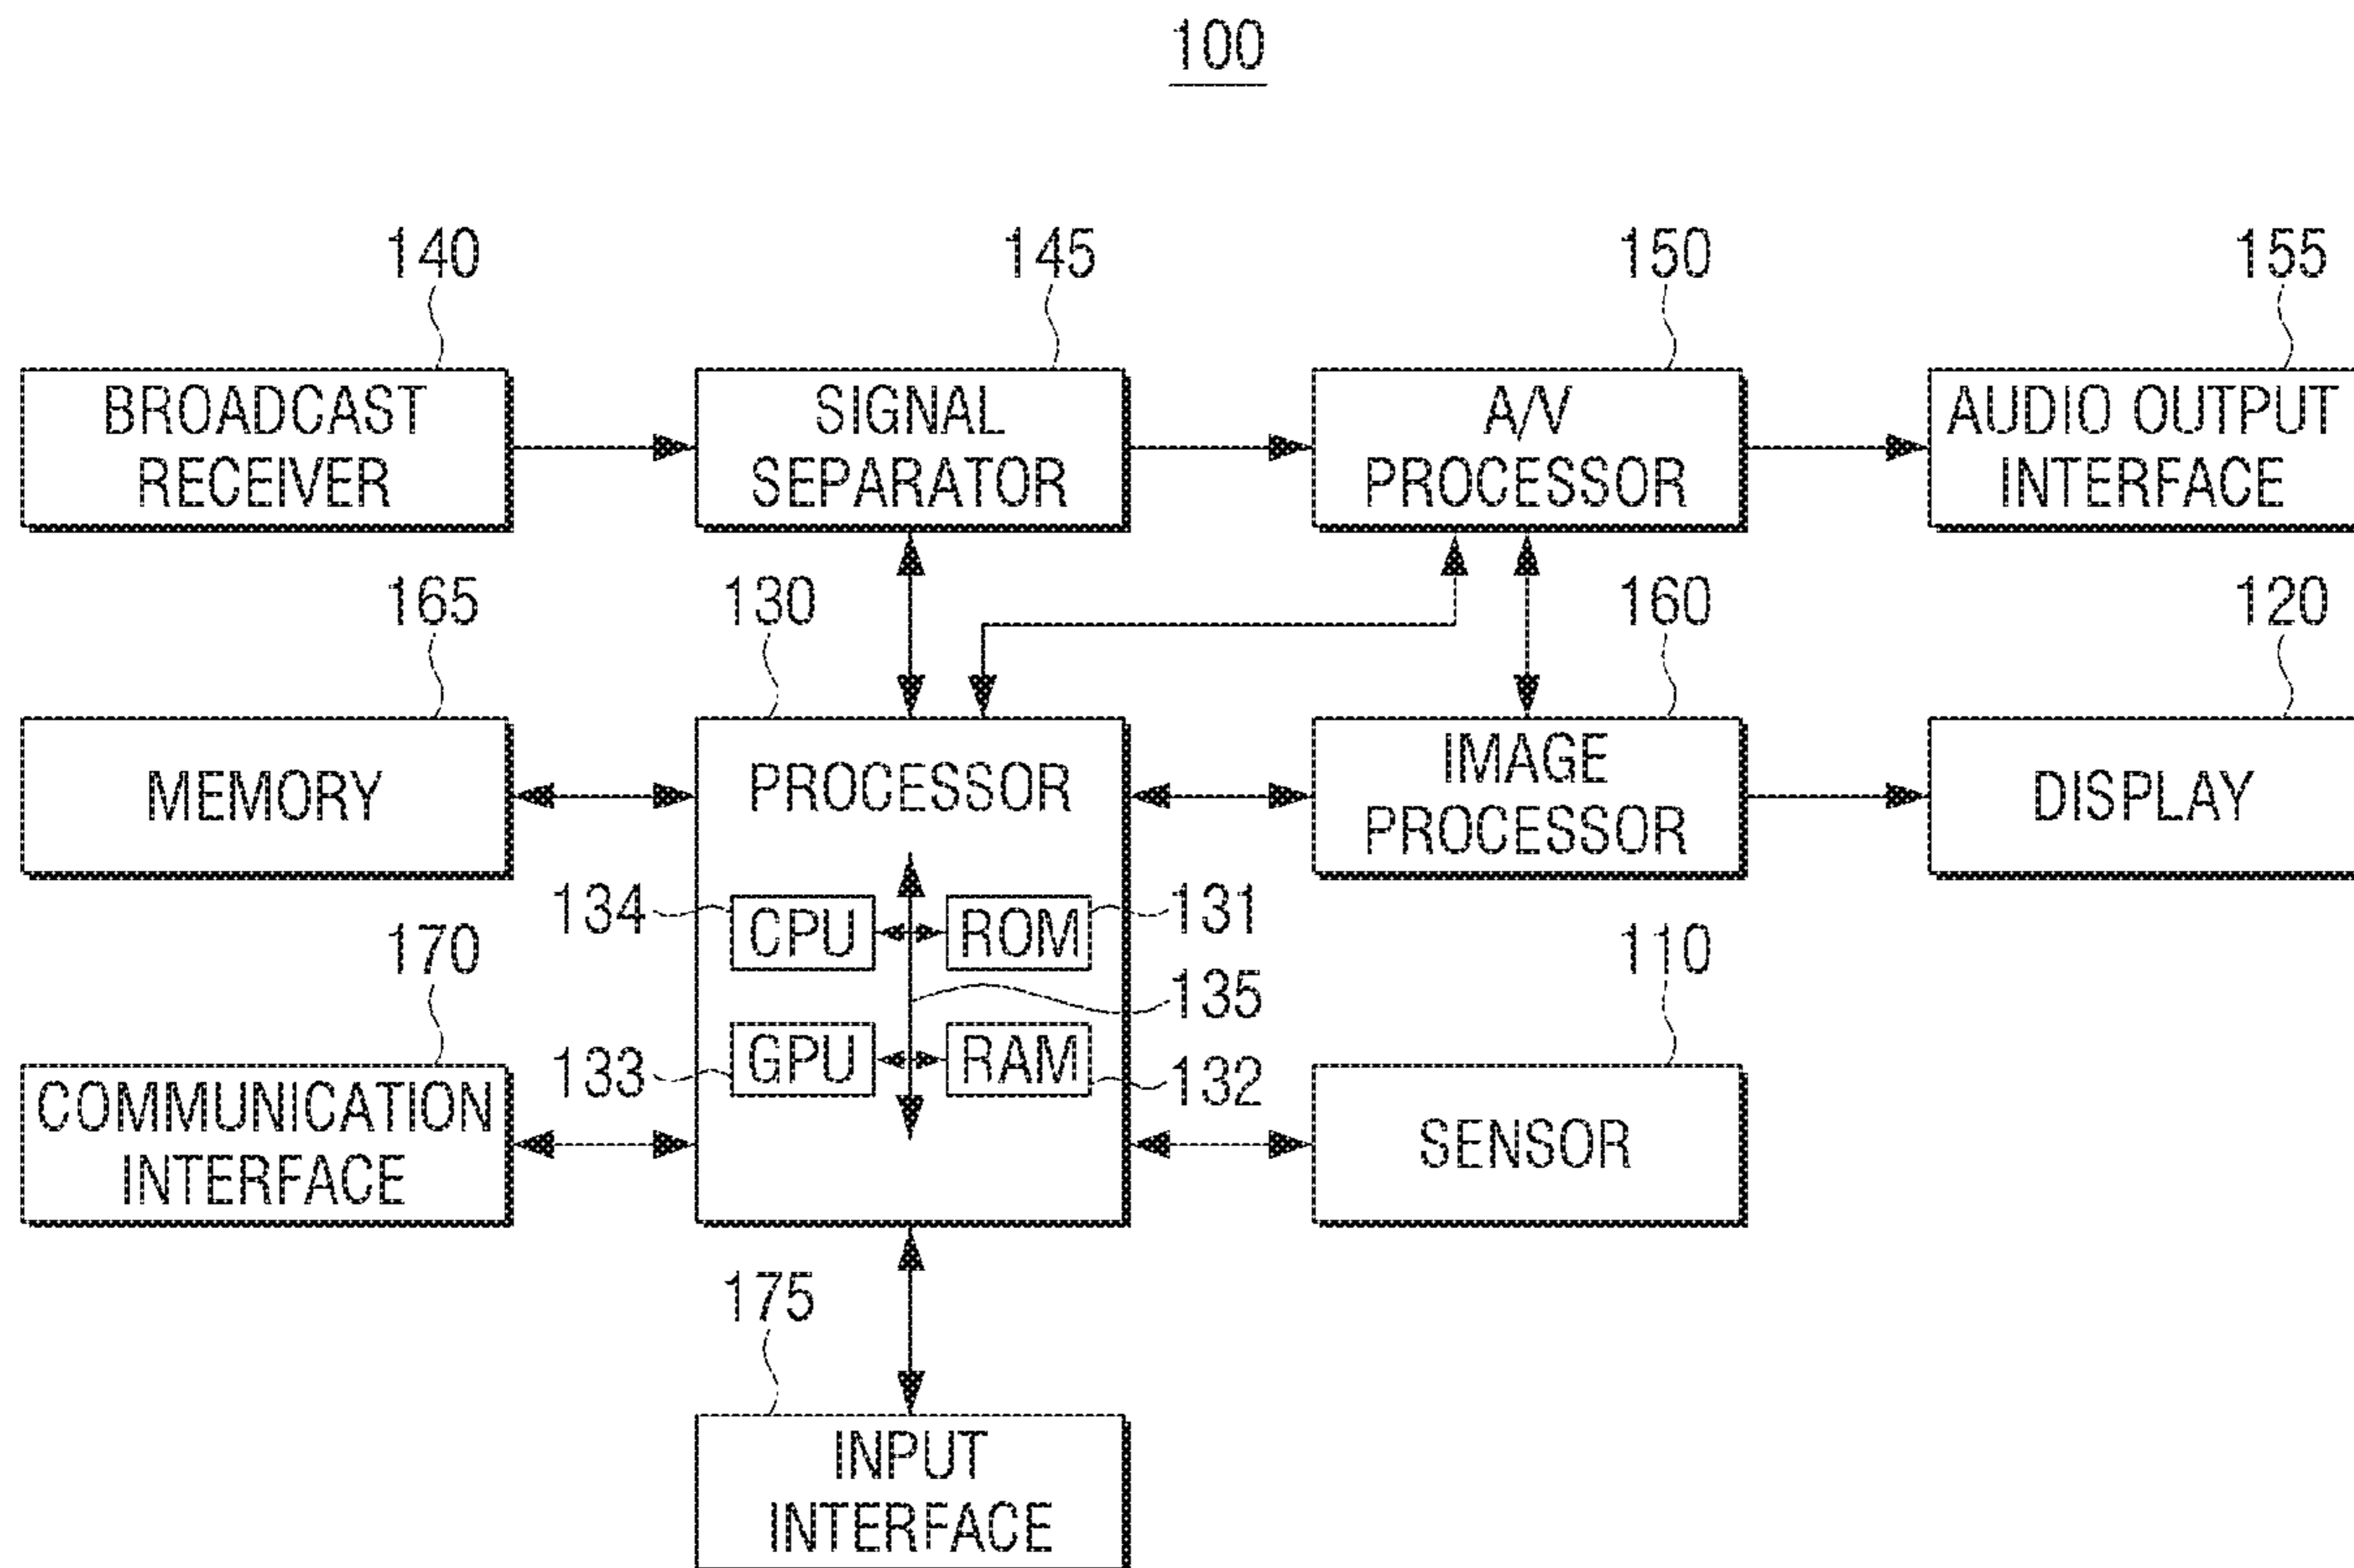 100
140
145
150
155
BROADCAST
RECEIVER
SIGNAL
SEPARATOR
A/V
PROCESSOR
AUDIO OUTPUT
INTERFACE
165
130
160
120
MEMORY
PROCESSOR
IMAGE
PROCESSOR
DISPLAY
134
CPU
ROM
131
170
110
135
133
GPU
RAM
132
COMMUNICATION
INTERFACE
SENSOR
175
INPUT
INTERFACE